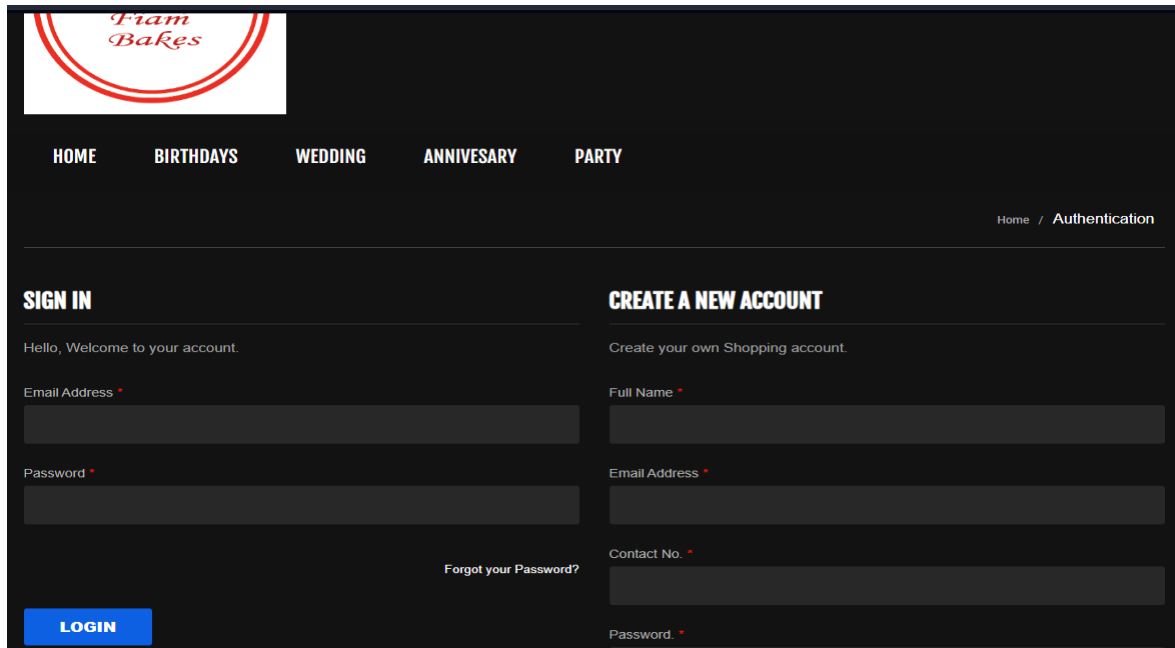 Fiam
Bakes
HOME BIRTHDAYS WEDDING ANNIVESARY PARTY
Home / Authentication
SIGN IN
Hello, Welcome to your account.
Email Address *
Password *
Forgot your Password?
LOGIN
CREATE A NEW ACCOUNT
Create your own Shopping account.
Full Name *
Email Address *
Contact No. *
Password. *